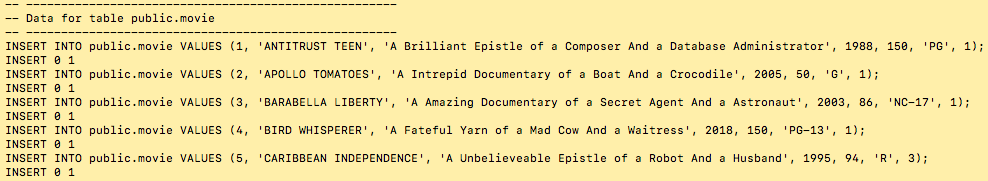 -- -----------------------------------------------------
-- Data for table public.movie
-- -----------------------------------------------------
INSERT INTO public.movie VALUES (1, 'ANTITRUST TEEN', 'A Brilliant Epistle of a Composer And a Database Administrator', 1988, 150, 'PG', 1);
INSERT 0 1
INSERT INTO public.movie VALUES (2, 'APOLLO TOMATOES', 'A Intrepid Documentary of a Boat And a Crocodile', 2005, 50, 'G', 1);
INSERT 0 1
INSERT INTO public.movie VALUES (3, 'BARABELLA LIBERTY', 'A Amazing Documentary of a Secret Agent And a Astronaut', 2003, 86, 'NC-17', 1);
INSERT 0 1
INSERT INTO public.movie VALUES (4, 'BIRD WHISPERER', 'A Fateful Yarn of a Mad Cow And a Waitress', 2018, 150, 'PG-13', 1);
INSERT 0 1
INSERT INTO public.movie VALUES (5, 'CARIBBEAN INDEPENDENCE', 'A Unbelieveable Epistle of a Robot And a Husband', 1995, 94, 'R', 3);
INSERT 0 1